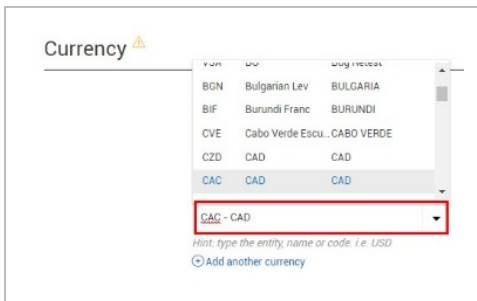 Currency
BGN Bulgarian Lev BULGARIA
BIF Burundi Franc BURUNDI
CVE Cabo Verde Escu... CABO VERDE
CZD CAD CAD
CAC CAD CAD
CAC - CAD
Hint: type the entity, name or code. i.e. USD
Add another currency